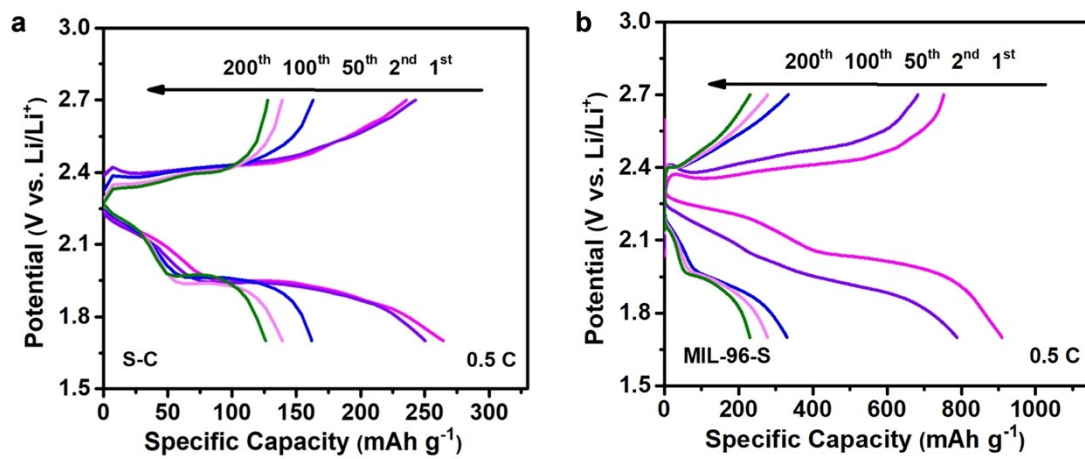 a
3.0
2.7
2.4
2.1
1.8
1.5
Potential (V vs. Li/Li⁺)
200ᵗʰ 100ᵗʰ 50ᵗʰ 2ⁿᵈ 1ˢᵗ
S-C
0.5 C
0 50 100 150 200 250 300
Specific Capacity (mAh g⁻¹)
b
3.0
2.7
2.4
2.1
1.8
1.5
Potential (V vs. Li/Li⁺)
200ᵗʰ 100ᵗʰ 50ᵗʰ 2ⁿᵈ 1ˢᵗ
MIL-96-S
0.5 C
0 200 400 600 800 1000
Specific Capacity (mAh g⁻¹)